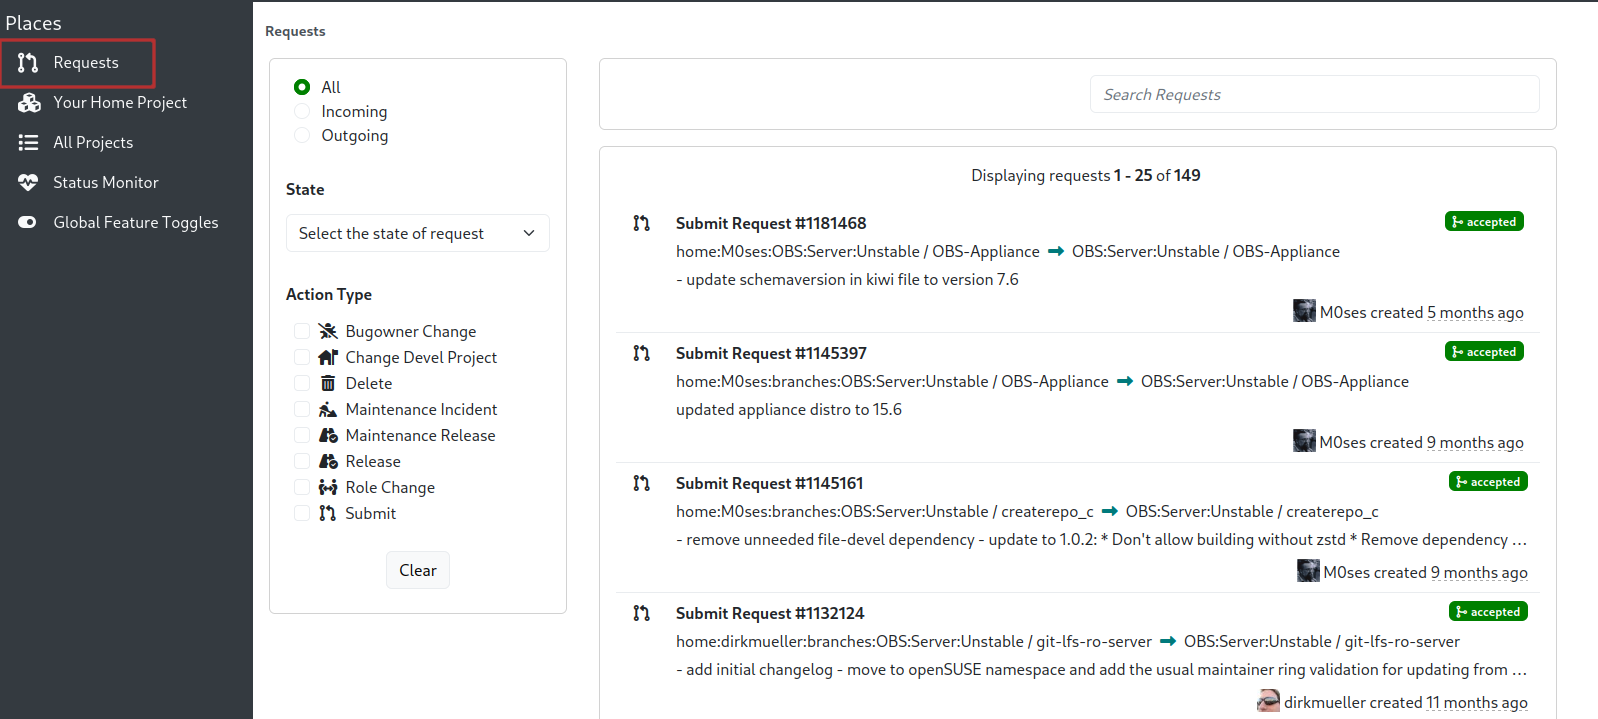 Places
Requests
Your Home Project
All Projects
Status Monitor
Global Feature Toggles
Requests
All
Incoming
Outgoing
State
Select the state of request
Action Type
Bugowner Change
Change Devel Project
Delete
Maintenance Incident
Maintenance Release
Release
Role Change
Submit
Clear
Search Requests
Displaying requests 1 - 25 of 149
Submit Request #1181468
accepted
home:M0ses:OBS:Server:Unstable / OBS-Appliance OBS:Server:Unstable / OBS-Appliance
- update schemaversion in kiwi file to version 7.6
M0ses created 5 months ago
Submit Request #1145397
accepted
home:M0ses:branches:OBS:Server:Unstable / OBS-Appliance OBS:Server:Unstable / OBS-Appliance
updated appliance distro to 15.6
M0ses created 9 months ago
Submit Request #1145161
accepted
home:M0ses:branches:OBS:Server:Unstable / createrepo_c OBS:Server:Unstable / createrepo_c
- remove unneeded file-devel dependency - update to 1.0.2: * Don't allow building without zstd * Remove dependency ...
M0ses created 9 months ago
Submit Request #1132124
accepted
home:dirkmueller:branches:OBS:Server:Unstable / git-lfs-ro-server OBS:Server:Unstable / git-lfs-ro-server
- add initial changelog - move to openSUSE namespace and add the usual maintainer ring validation for updating from ...
dirkmueller created 11 months ago